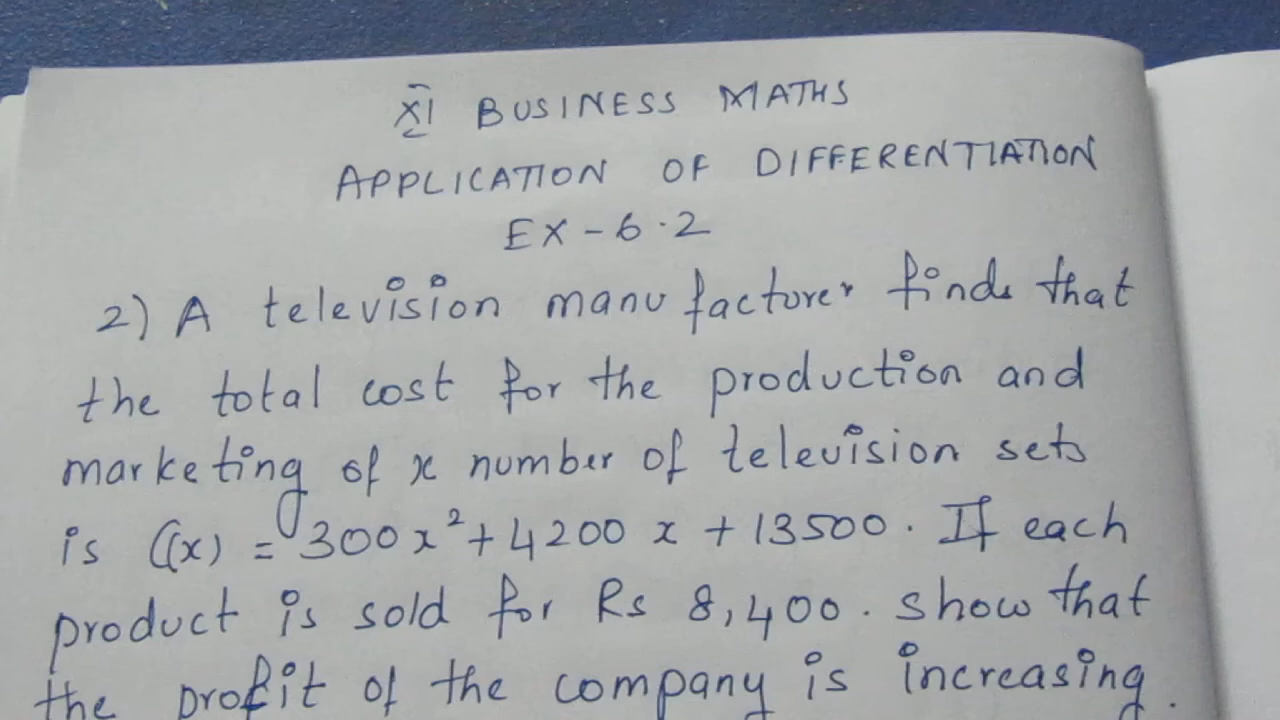 XI BUSINESS MATHS
APPLICATION OF DIFFERENTIATION
EX-6.2
2) A television manufacturer finds that
the total cost for the production and
marketing of x number of television sets
is C(x) = 300x²+4200x+13500. If each
product is sold for Rs 8,400. show that
the profit of the company is increasing.